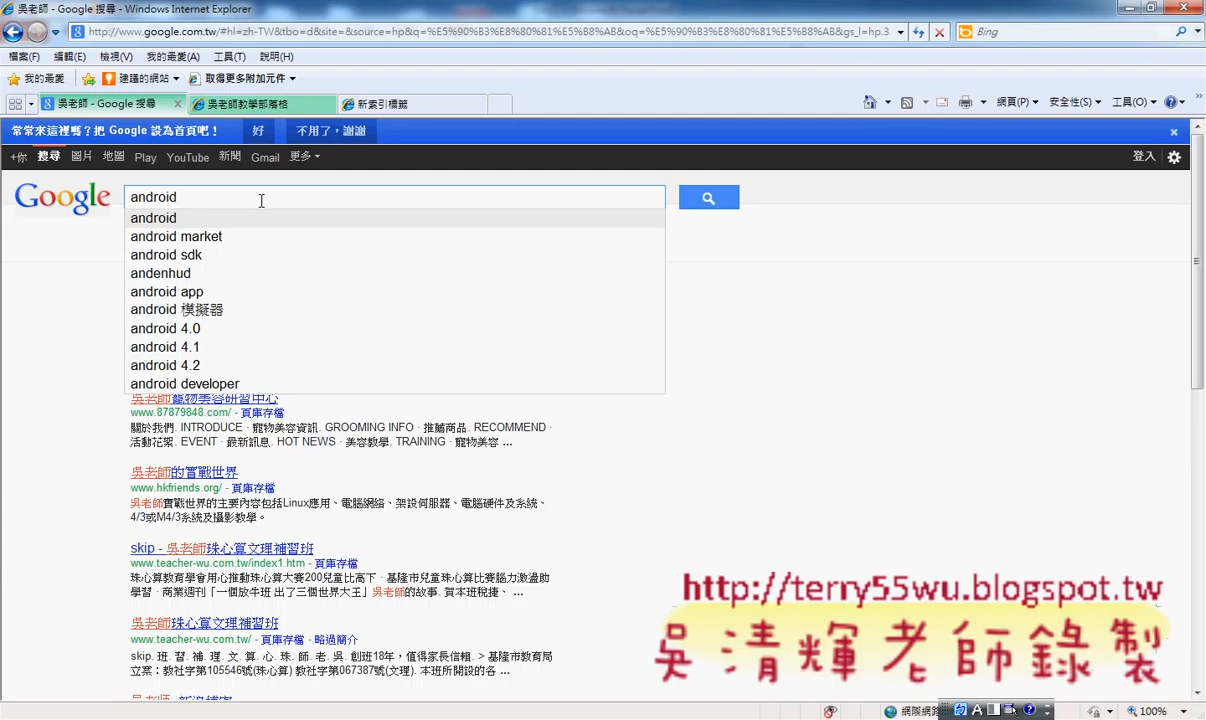 吳老師 - Google 搜尋 - Windows Internet Explorer
http://www.google.com.tw/#hl=zh-TW&tbo=d&site=&source=hp&q=%E5%90%B3%E8%80%81%E5%B8%AB&oq=%E5%90%B3%E8%80%81%E5%B8%AB&gs_l=hp.3 Bing
檔案(F) 編輯(E) 檢視(V) 我的最愛(A) 工具(T) 說明(H)
我的最愛 建議的網站 取得更多附加元件
吳老師 - Google 搜尋 吳老師教學部落格 新索引標籤 網頁(P) 安全性(S) 工具(O)
常常來這裡嗎？把 Google 設為首頁吧！ 好 不用了，謝謝
+你 搜尋 圖片 地圖 Play YouTube 新聞 Gmail 更多 登入
Google android
android
android market
android sdk
andenhud
android app
android 模擬器
android 4.0
android 4.1
android 4.2
android developer
吳老師寵物美容研習中心
www.87879848.com/ - 頁庫存檔
關於我們. INTRODUCE · 寵物美容資訊. GROOMING INFO · 推薦商品. RECOMMEND ·
活動花絮. EVENT · 最新訊息. HOT NEWS · 美容教學. TRAINING · 寵物美容 ...
吳老師的實戰世界
www.hkfriends.org/ - 頁庫存檔
吳老師實戰世界的主要內容包括Linux應用、電腦網絡、架設伺服器、電腦硬件及系統、
4/3或M4/3系統及攝影教學。
skip - 吳老師珠心算文理補習班
www.teacher-wu.com.tw/index1.htm - 頁庫存檔
珠心算教育學會用心推動珠心算大賽200兒童比高下 · 基隆市兒童珠心算比賽腦力激盪助
學習 · 商業週刊「一個放牛班 出了三個世界大王」吳老師的故事. 賀本班稅捷、 ...
吳老師珠心算文理補習班
www.teacher-wu.com.tw/ - 頁庫存檔 - 略過簡介
skip. 班 . 習 . 補 . 理 . 文 . 算 . 心 . 珠 . 師 . 老 . 吳 . 創班18年，值得家長信賴. > 基隆市教育局
立案：教社字第105546號(珠心算) 教社字第067387號(文理). 本班所開設的各 ...
http://terry55wu.blogspot.tw
吳清輝老師錄製
100%